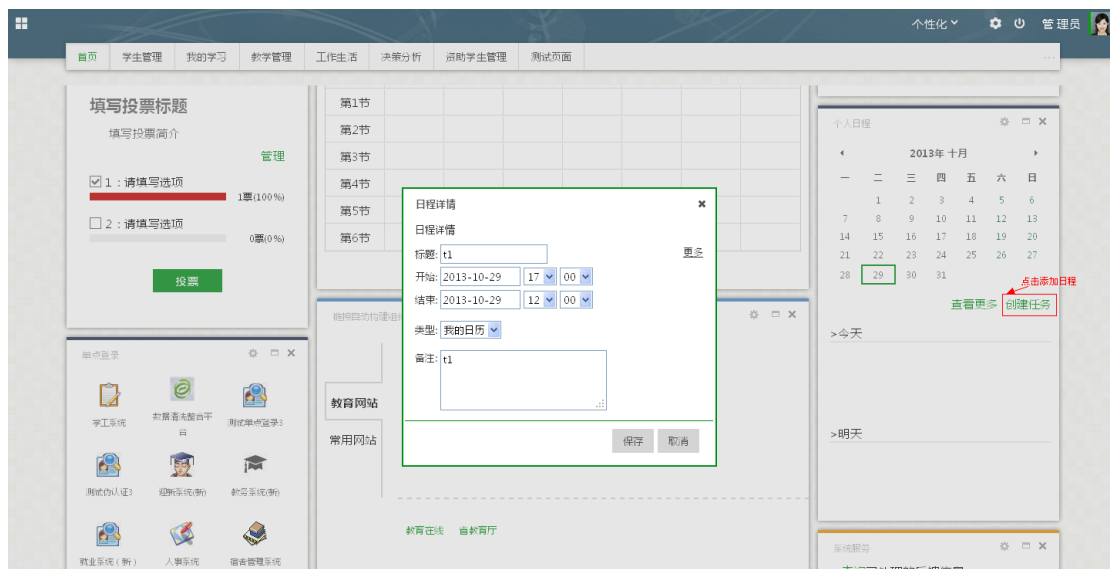 个性化
管理员
首页 学生管理 我的学习 教学管理 工作生活 决策分析 资助学生管理 测试页面 ...
填写投票标题
填写投票简介
管理
1：请填写选项
1票(100%)
2：请填写选项
0票(0%)
投票
单点登录
学工系统
数据清洗整合平台
测试单点登录3
测试伪认证3
迎新系统(新)
教务系统(新)
就业系统（新）
人事系统
宿舍管理系统
第1节
第2节
第3节
第4节
第5节
第6节
教育网站
常用网站
教育在线 省教育厅
日程详情
日程详情
标题: t1 更多
开始: 2013-10-29 17 00
结束: 2013-10-29 12 00
类型: 我的日历
备注: t1
保存 取消
个人日程
2013年 十月
一 二 三 四 五 六 日
1 2 3 4 5 6
7 8 9 10 11 12 13
14 15 16 17 18 19 20
21 22 23 24 25 26 27
28 29 30 31
点击添加日程
查看更多 创建任务
>今天
>明天
系统服务